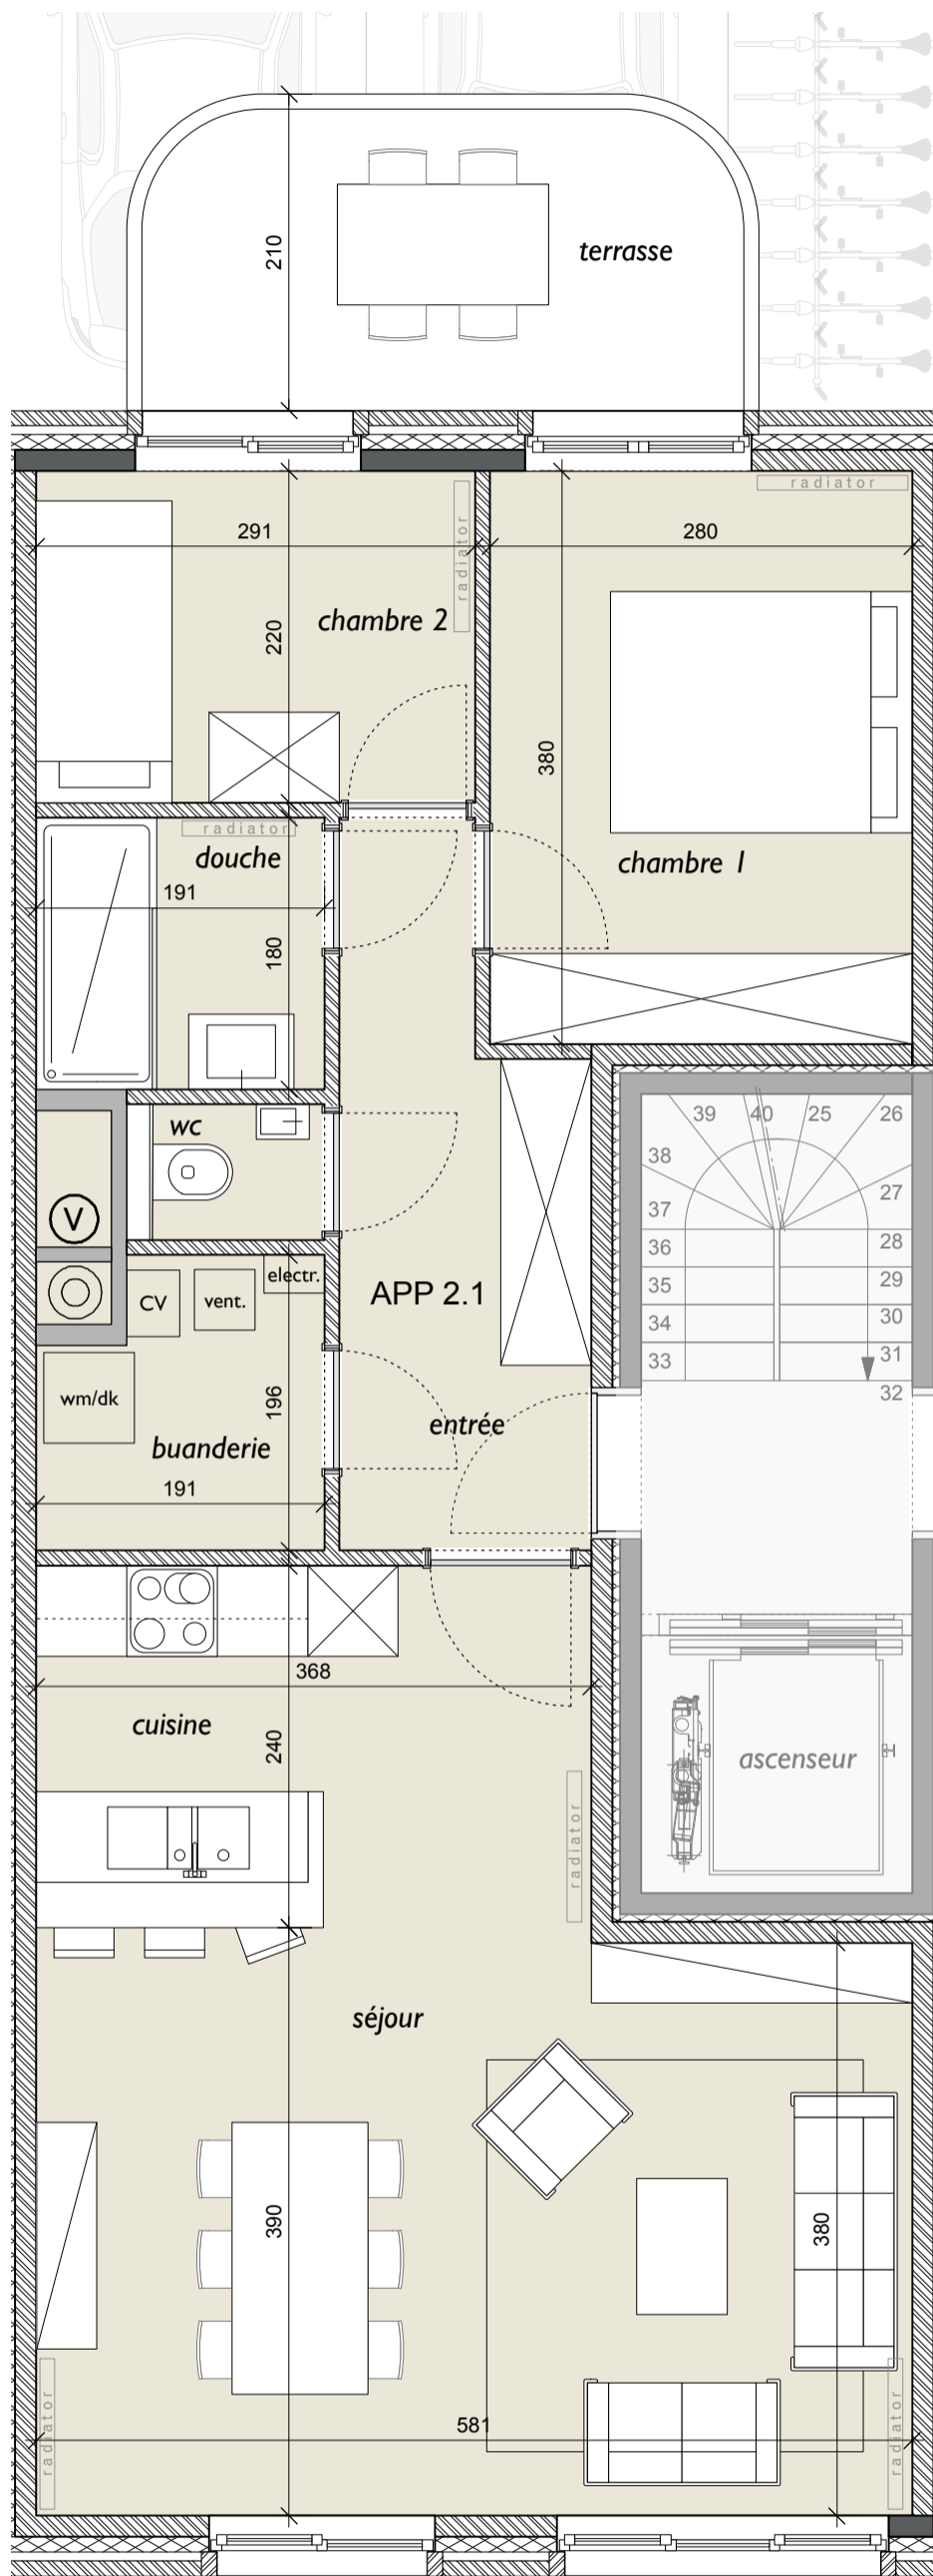 210
terrasse
radiator
291
280
radiator
chambre 2
220
380
radiator
douche
chambre 1
191
180
wc
39
40
25
26
38
27
37
V
36
28
electr.
35
29
CV
vent.
APP 2.1
34
30
33
31
32
wm/dk
196
entrée
buanderie
191
368
cuisine
240
ascenseur
radiator
séjour
390
380
radiator
581
radiator